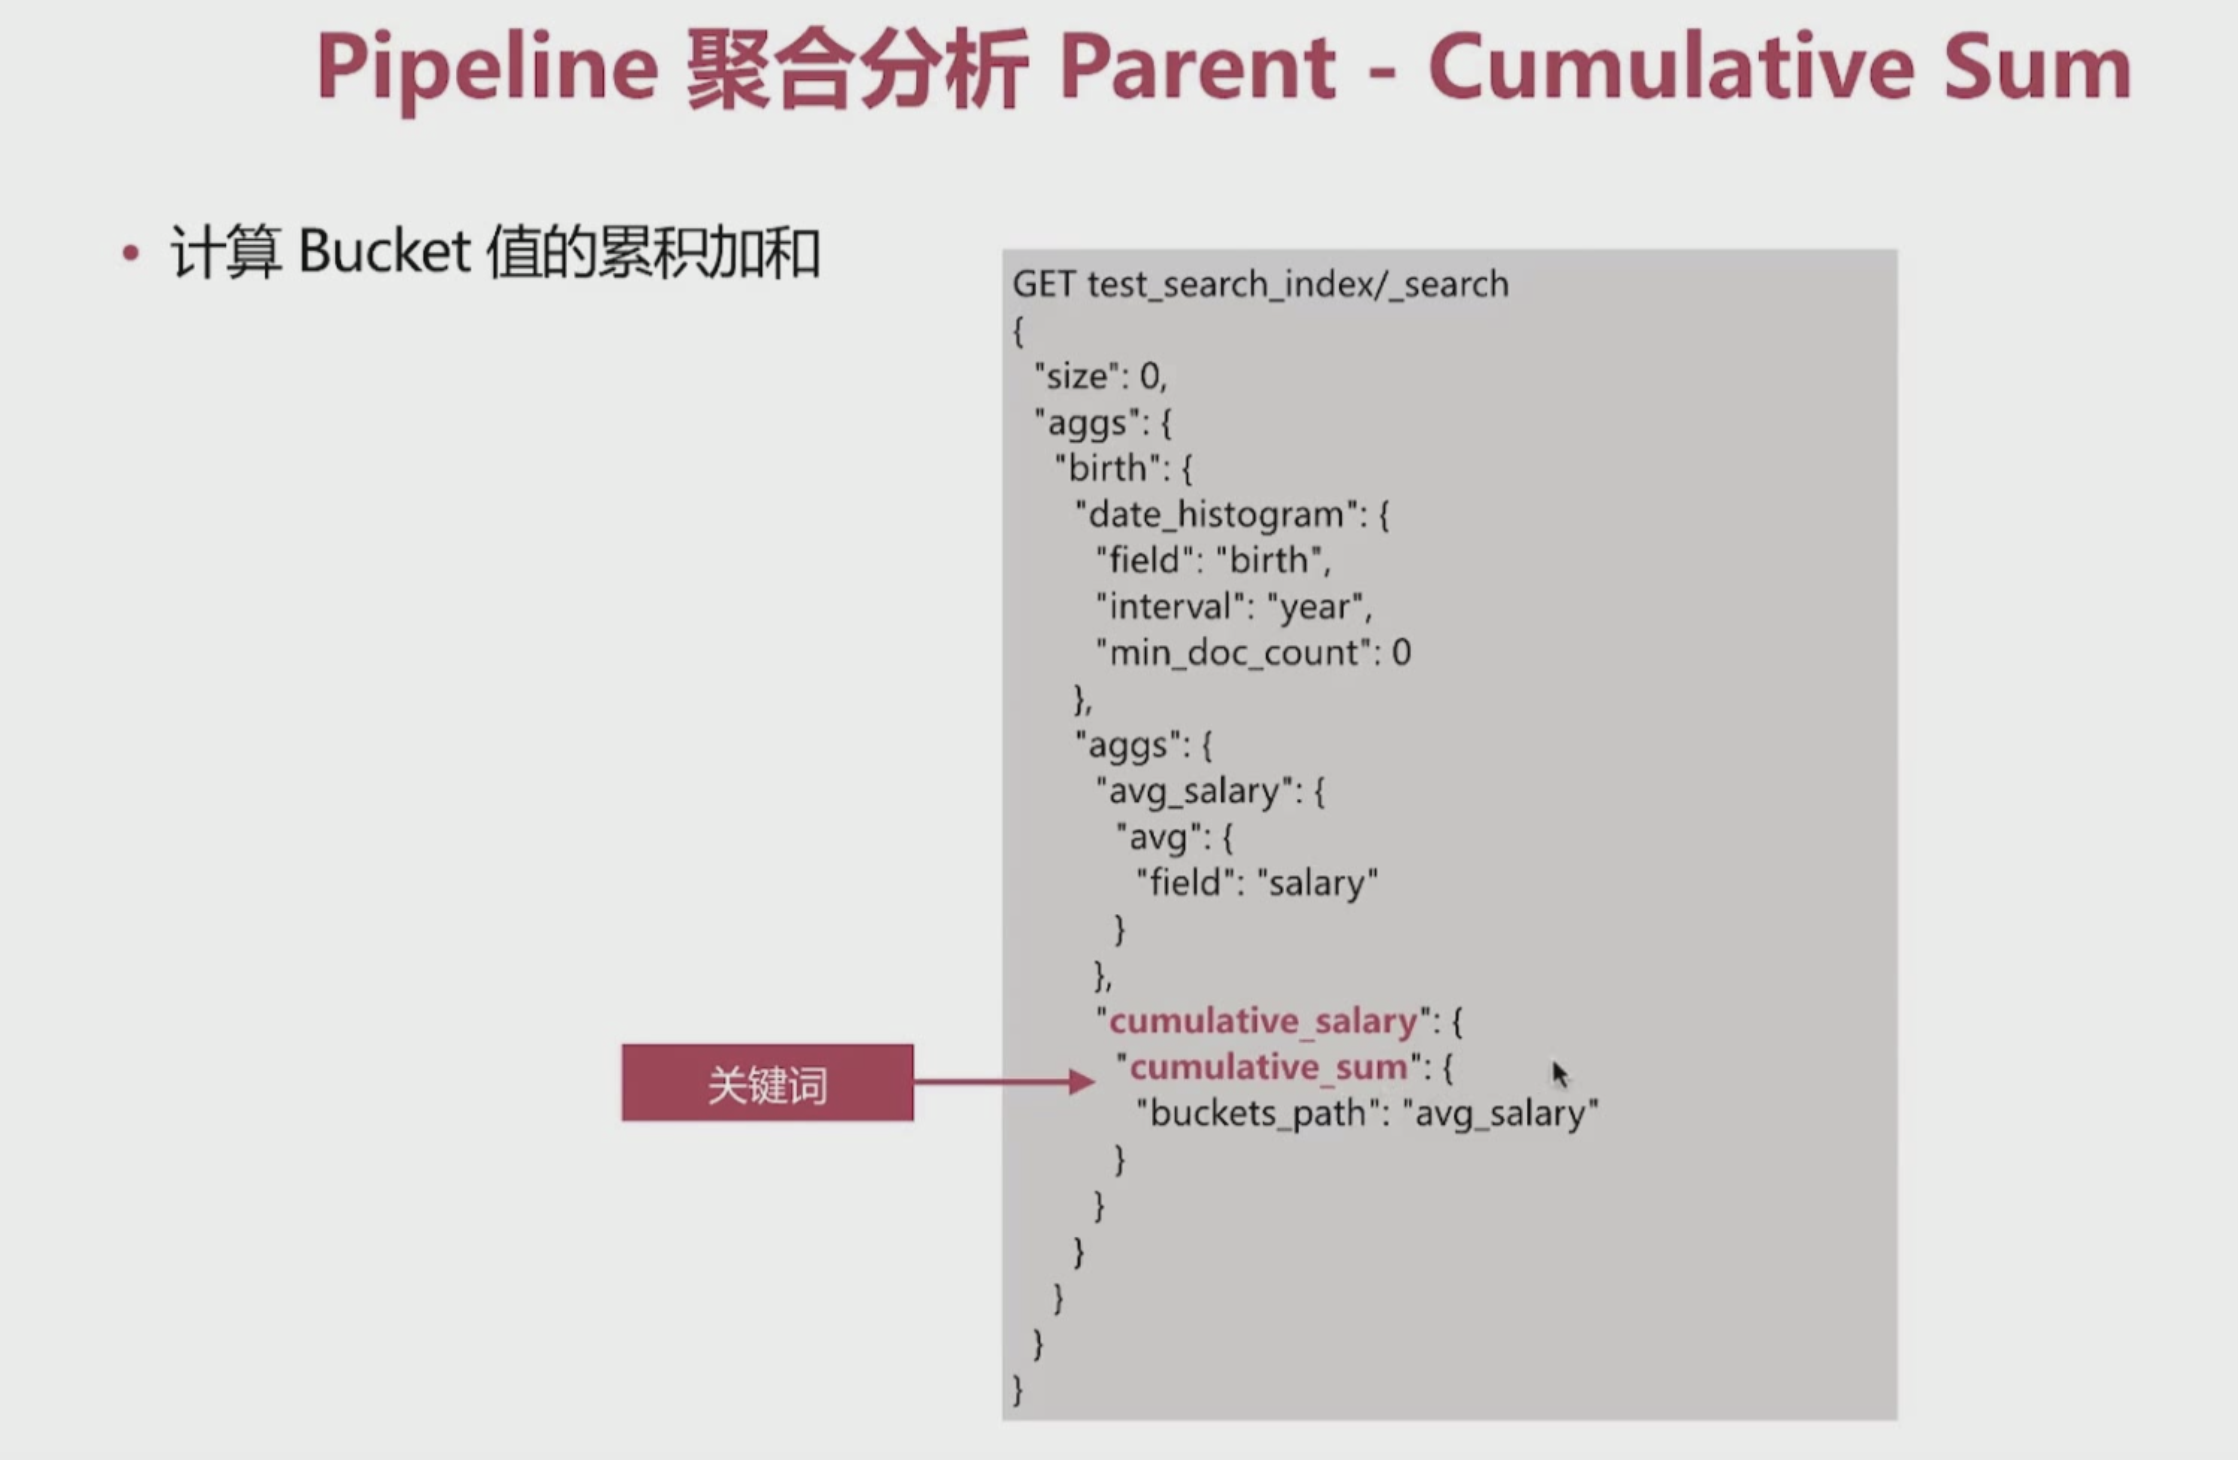 Pipeline 聚合分析 Parent - Cumulative Sum
• 计算 Bucket 值的累积加和
GET test_search_index/_search
{
"size": 0,
"aggs": {
"birth": {
"date_histogram": {
"field": "birth",
"interval": "year",
"min_doc_count": 0
},
"aggs": {
"avg_salary": {
"avg": {
"field": "salary"
}
},
"cumulative_salary": {
"cumulative_sum": {
"buckets_path": "avg_salary"
}
}
}
}
}
}
关键词